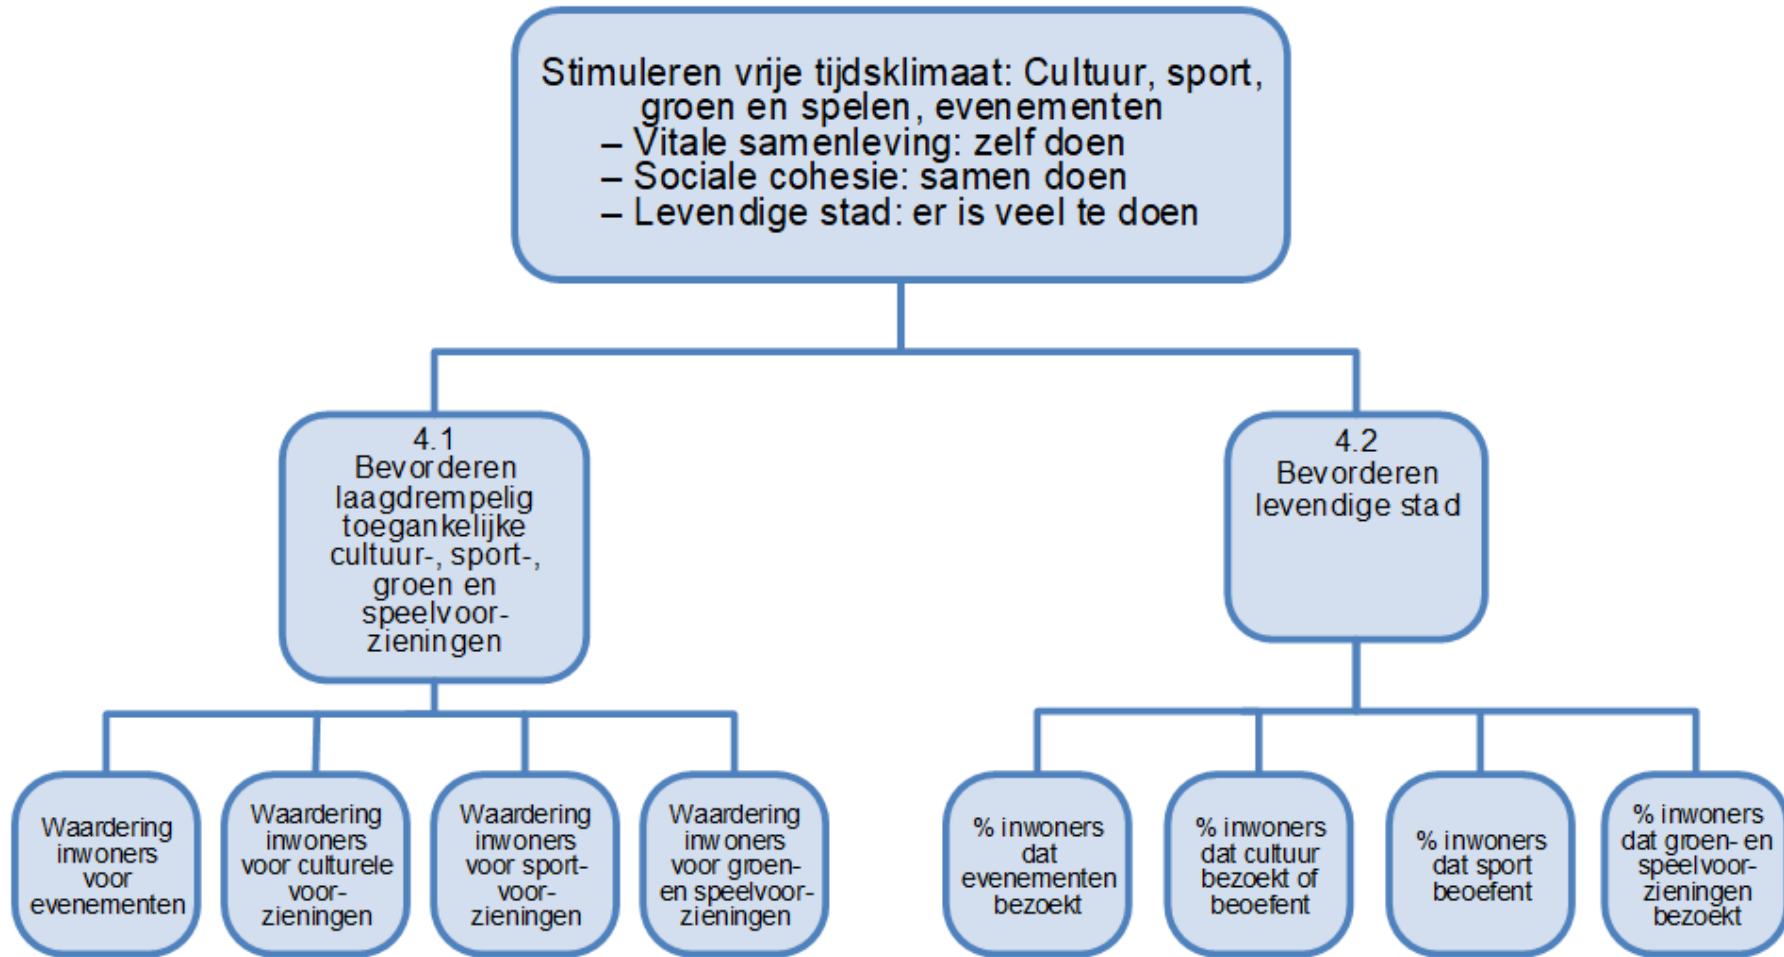 Stimuleren vrije tijdsklimaat: Cultuur, sport,
groen en spelen, evenementen
– Vitale samenleving: zelf doen
– Sociale cohesie: samen doen
– Levendige stad: er is veel te doen
4.1
Bevorderen
laagdrempelig
toegankelijke
cultuur-, sport-,
groen en
speelvoor-
zieningen
4.2
Bevorderen
levendige stad
Waardering
inwoners
voor
evenementen
Waardering
inwoners
voor culturele
voor-
zieningen
Waardering
inwoners
voor sport-
voor-
zieningen
Waardering
inwoners
voor groen-
en speelvoor-
zieningen
% inwoners
dat
evenementen
bezoekt
% inwoners
dat cultuur
bezoekt of
beoefent
% inwoners
dat sport
beoefent
% inwoners
dat groen- en
speelvoor-
zieningen
bezoekt